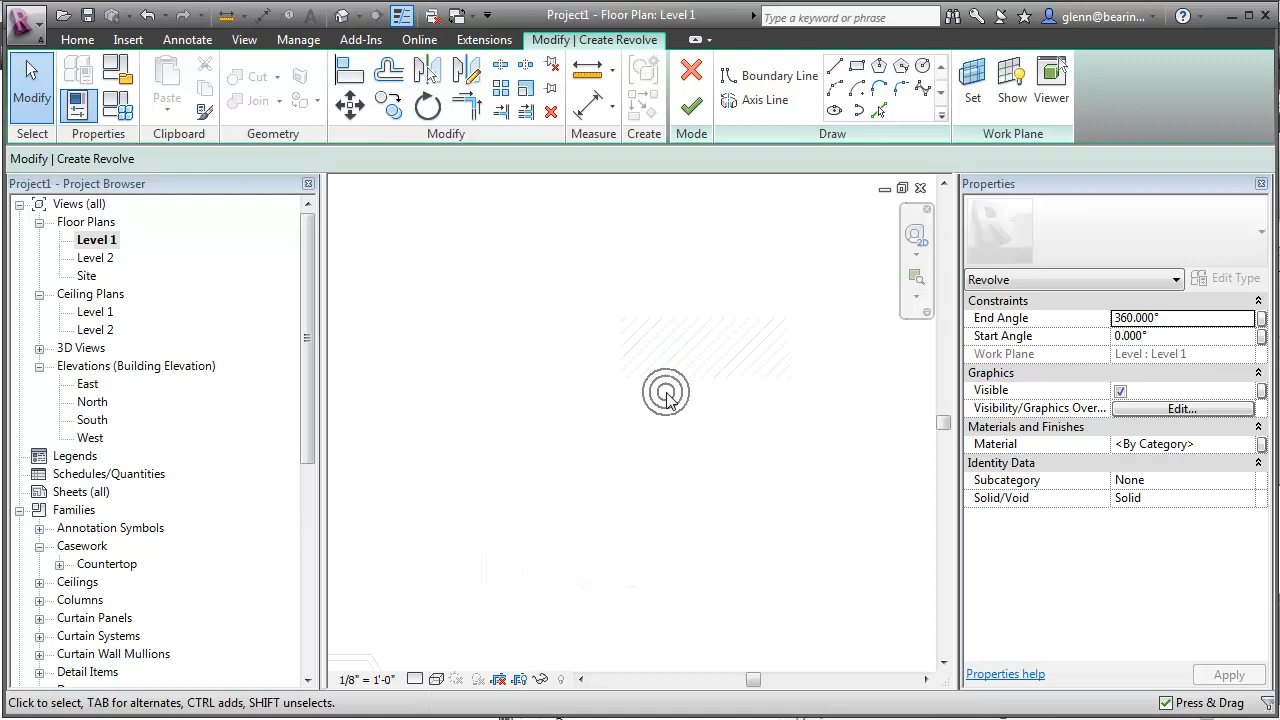 Project1 - Floor Plan: Level 1
Type a keyword or phrase
glenn@bearin...
Home
Insert
Annotate
View
Manage
Add-Ins
Online
Extensions
Modify | Create Revolve
Modify
Paste
Cut
Join
Boundary Line
Axis Line
Set
Show
Viewer
Select
Properties
Clipboard
Geometry
Modify
Measure
Create
Mode
Draw
Work Plane
Modify | Create Revolve
Project1 - Project Browser
Views (all)
Floor Plans
Level 1
Level 2
Site
Ceiling Plans
Level 1
Level 2
3D Views
Elevations (Building Elevation)
East
North
South
West
Legends
Schedules/Quantities
Sheets (all)
Families
Annotation Symbols
Casework
Countertop
Ceilings
Columns
Curtain Panels
Curtain Systems
Curtain Wall Mullions
Detail Items
2D
1/8" = 1'-0"
Properties
Revolve
Edit Type
Constraints
End Angle 360.000°
Start Angle 0.000°
Work Plane Level : Level 1
Graphics
Visible
Visibility/Graphics Over... Edit...
Materials and Finishes
Material <By Category>
Identity Data
Subcategory None
Solid/Void Solid
Properties help
Apply
Click to select, TAB for alternates, CTRL adds, SHIFT unselects.
Press & Drag